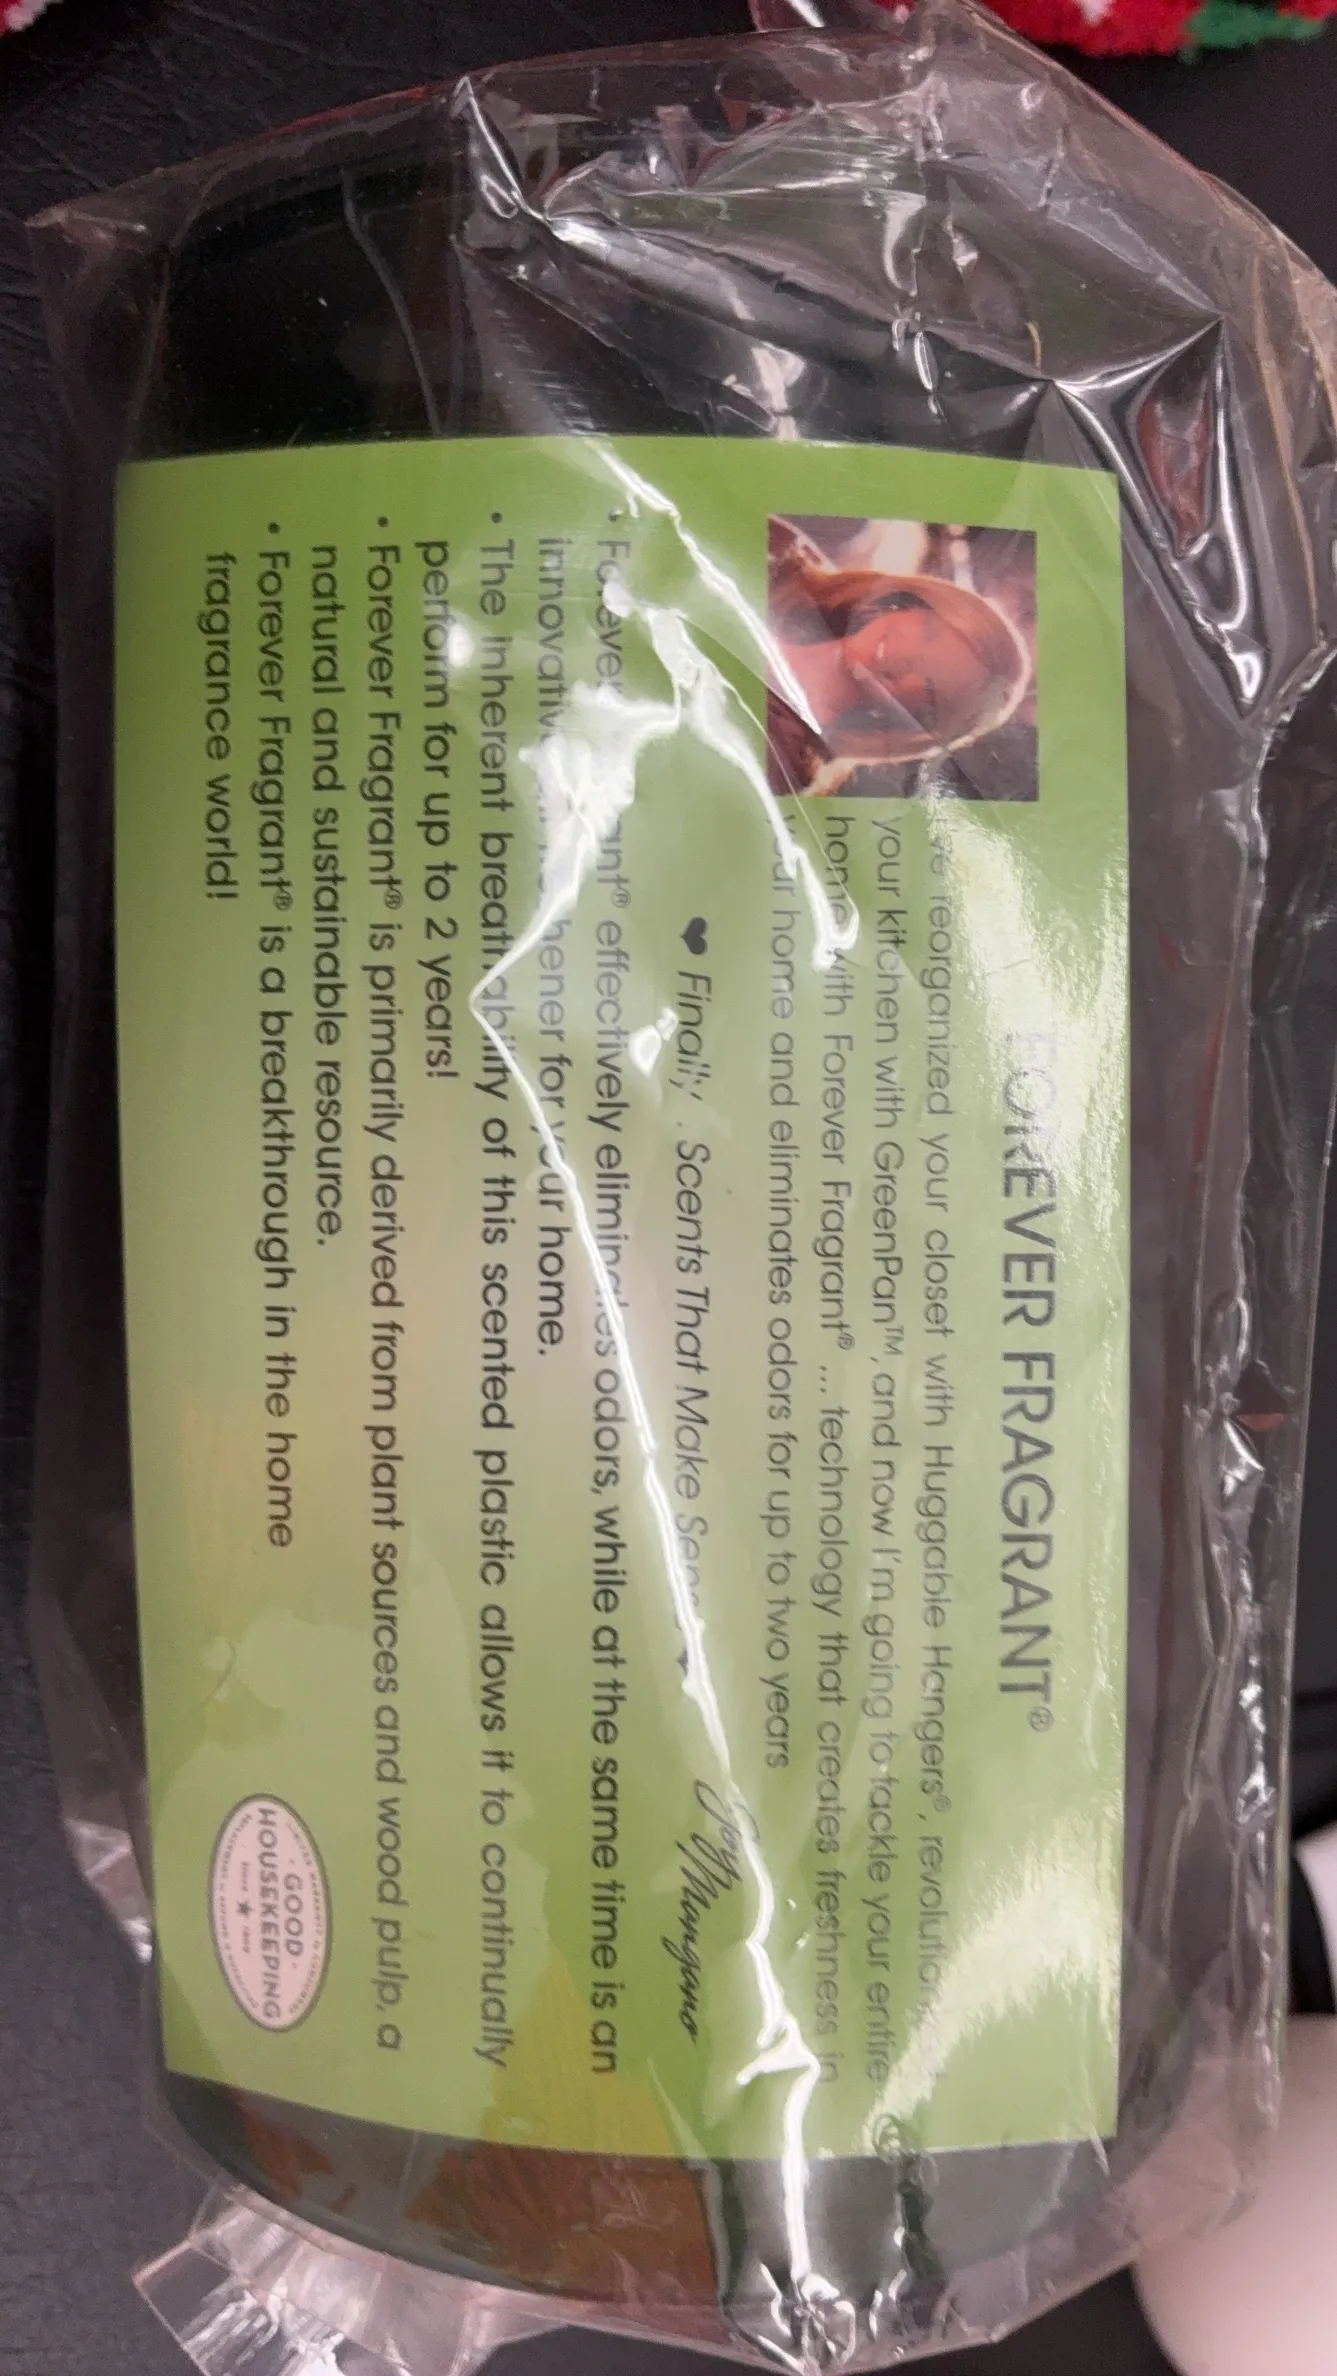 FOREVER FRAGRANT®
reorganized your closet with Huggable Hangers®,
your kitchen with GreenPan™, and now I'm going to tackle your entire
home with Forever Fragrant® ... technology that creates freshness in
your home and eliminates odors for up to two years
❤ Finally, Scents That Make
Joy Mangano
• Forever Fragrant® effectively eliminates odors, while at the same time is an
for your home.
• The inherent breathability of this scented plastic allows it to continually
perform for up to 2 years!
• Forever Fragrant® is primarily derived from plant sources and wood pulp, a
natural and sustainable resource.
• Forever Fragrant® is a breakthrough in the home
fragrance world!
· GOOD ·
HOUSEKEEPING